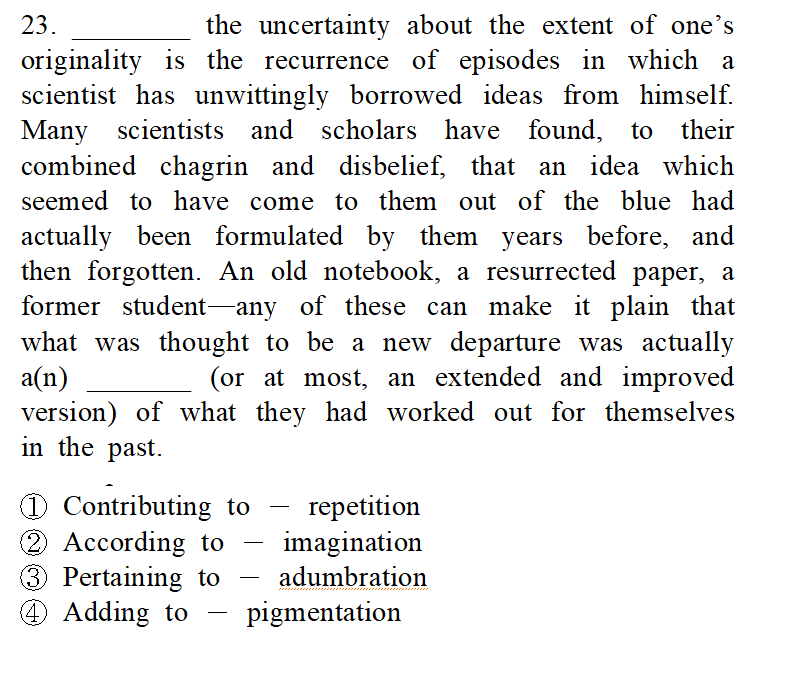 23. _________ the uncertainty about the extent of one’s
originality is the recurrence of episodes in which a
scientist has unwittingly borrowed ideas from himself.
Many scientists and scholars have found, to their
combined chagrin and disbelief, that an idea which
seemed to have come to them out of the blue had
actually been formulated by them years before, and
then forgotten. An old notebook, a resurrected paper, a
former student—any of these can make it plain that
what was thought to be a new departure was actually
a(n) ________ (or at most, an extended and improved
version) of what they had worked out for themselves
in the past.
① Contributing to － repetition
② According to － imagination
③ Pertaining to － adumbration
④ Adding to － pigmentation